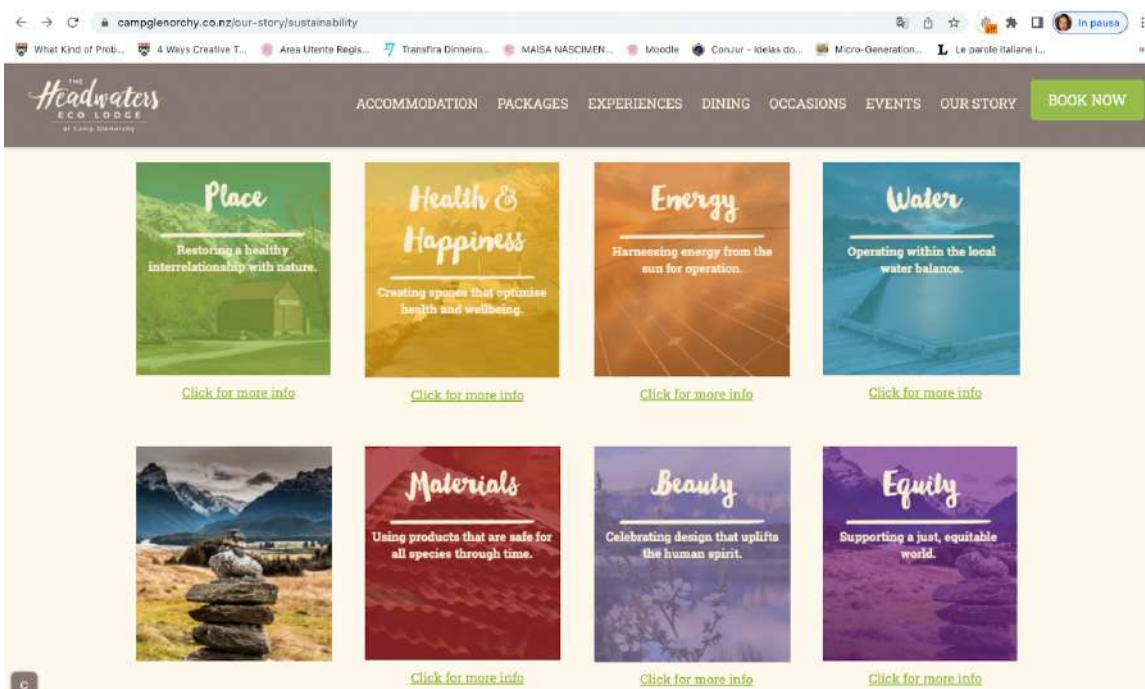 campglenorchy.co.nz/our-story/sustainability
In pausa
What Kind of Prob...
4 Ways Creative T...
Area Utente Regis...
Transfira Dinheiro...
MAISA NASCIMEN...
Moodle
ConJur - Ideias do...
Micro-Generation...
L Le parole italiane i...
THE
Headwaters
ECO LODGE
at Camp Glenorchy
ACCOMMODATION
PACKAGES
EXPERIENCES
DINING
OCCASIONS
EVENTS
OUR STORY
BOOK NOW
Place
Restoring a healthy
interrelationship with nature.
Click for more info
Health &
Happiness
Creating spaces that optimise
health and wellbeing.
Click for more info
Energy
Harnessing energy from the
sun for operation.
Click for more info
Water
Operating within the local
water balance.
Click for more info
Materials
Using products that are safe for
all species through time.
Click for more info
Beauty
Celebrating design that uplifts
the human spirit.
Click for more info
Equity
Supporting a just, equitable
world.
Click for more info